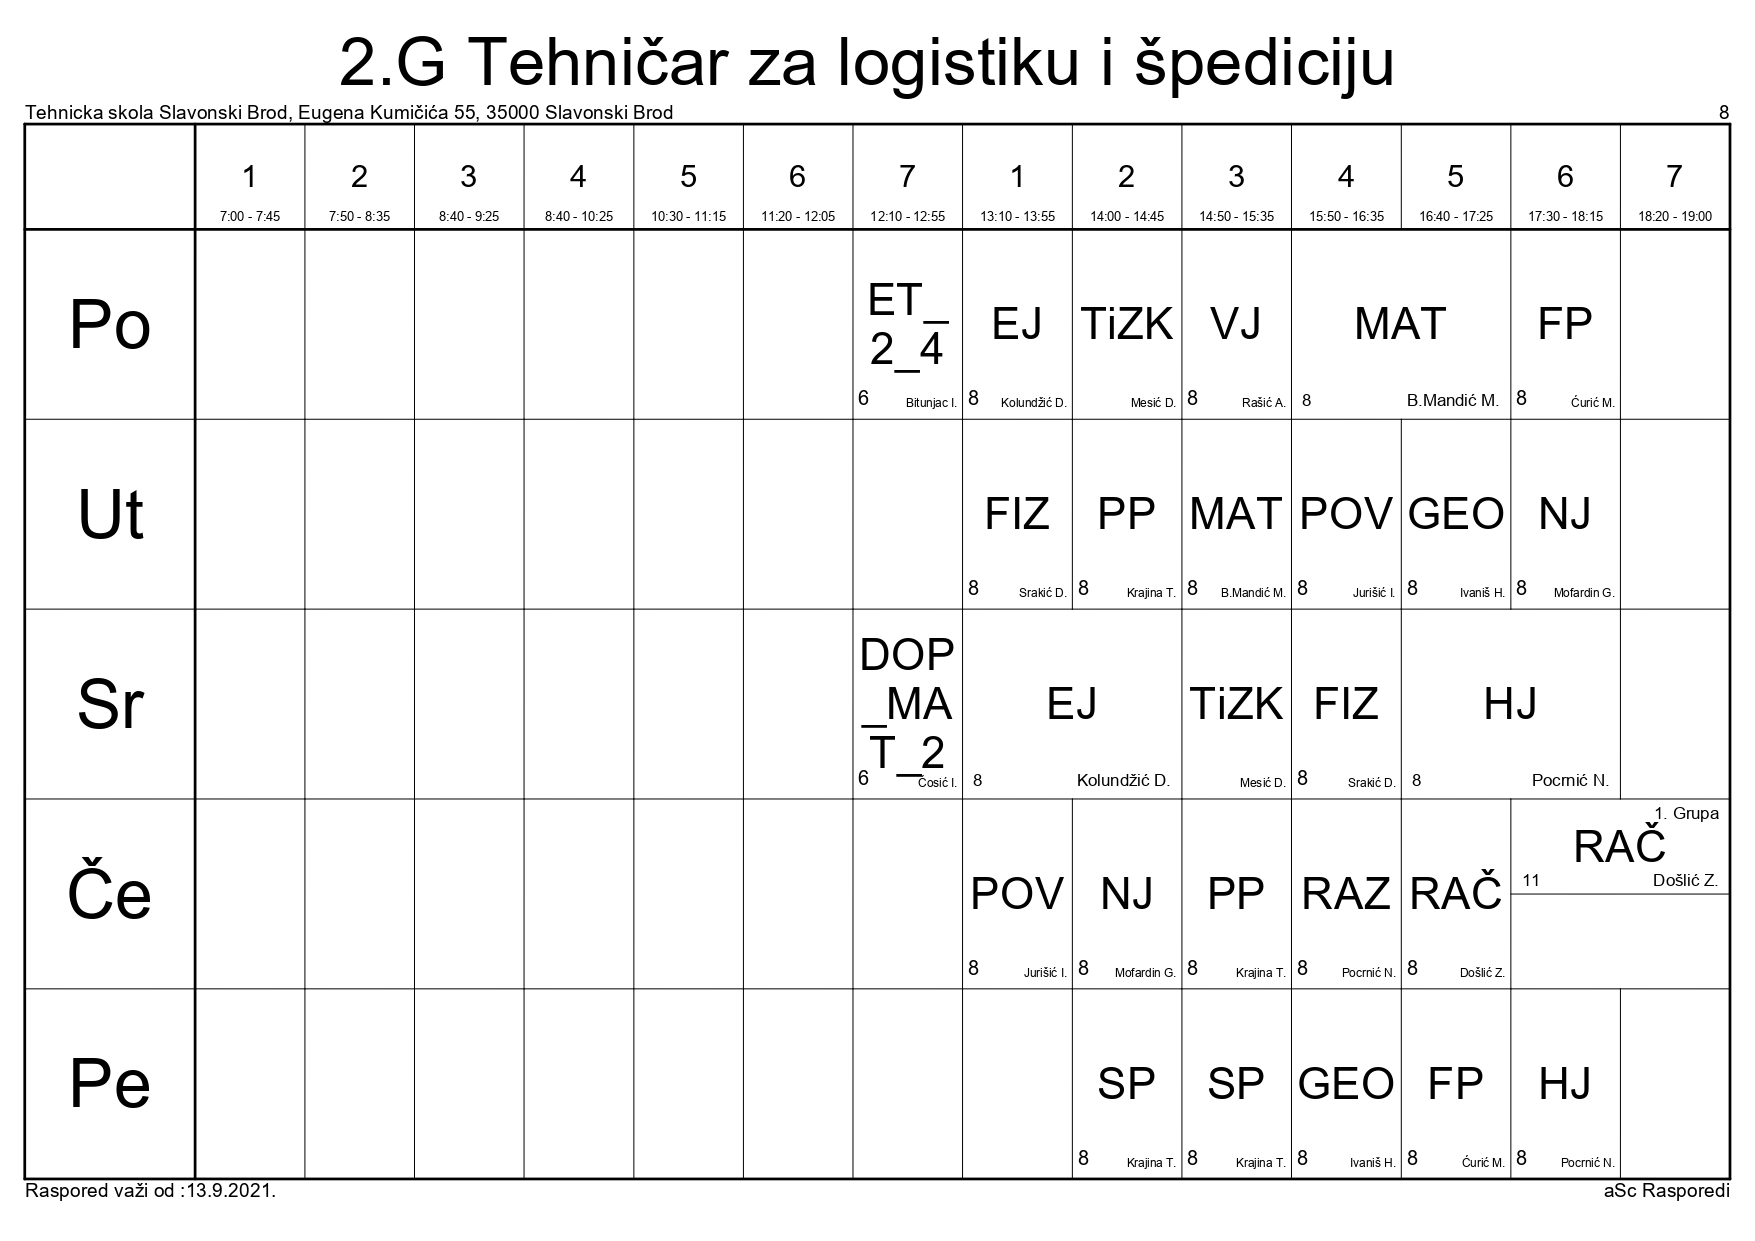 2.G Tehničar za logistiku i špediciju
Tehnicka skola Slavonski Brod, Eugena Kumičića 55, 35000 Slavonski Brod 8
1 2 3 4 5 6 7 1 2 3 4 5 6 7
7:00 - 7:45 7:50 - 8:35 8:40 - 9:25 8:40 - 10:25 10:30 - 11:15 11:20 - 12:05 12:10 - 12:55 13:10 - 13:55 14:00 - 14:45 14:50 - 15:35 15:50 - 16:35 16:40 - 17:25 17:30 - 18:15 18:20 - 19:00
Po
ET_
2_4
6 Bitunjac I.
EJ
8 Kolundžić D.
TiZK
Mesić D.
VJ
8 Rašić A.
MAT
8 B.Mandić M.
FP
8 Ćurić M.
Ut
FIZ
8 Srakić D.
PP
8 Krajina T.
MAT
8 B.Mandić M.
POV
8 Jurišić I.
GEO
8 Ivaniš H.
NJ
8 Mofardin G.
Sr
DOP
_MA
T_2
6 Ćosić I.
EJ
8 Kolundžić D.
TiZK
Mesić D.
FIZ
8 Srakić D.
HJ
8 Pocrnić N.
Če
POV
8 Jurišić I.
NJ
8 Mofardin G.
PP
8 Krajina T.
RAZ
8 Pocrnić N.
RAČ
8 Došlić Z.
1. Grupa
RAČ
11 Došlić Z.
Pe
SP
8 Krajina T.
SP
8 Krajina T.
GEO
8 Ivaniš H.
FP
8 Ćurić M.
HJ
8 Pocrnić N.
Raspored važi od :13.9.2021. aSc Rasporedi